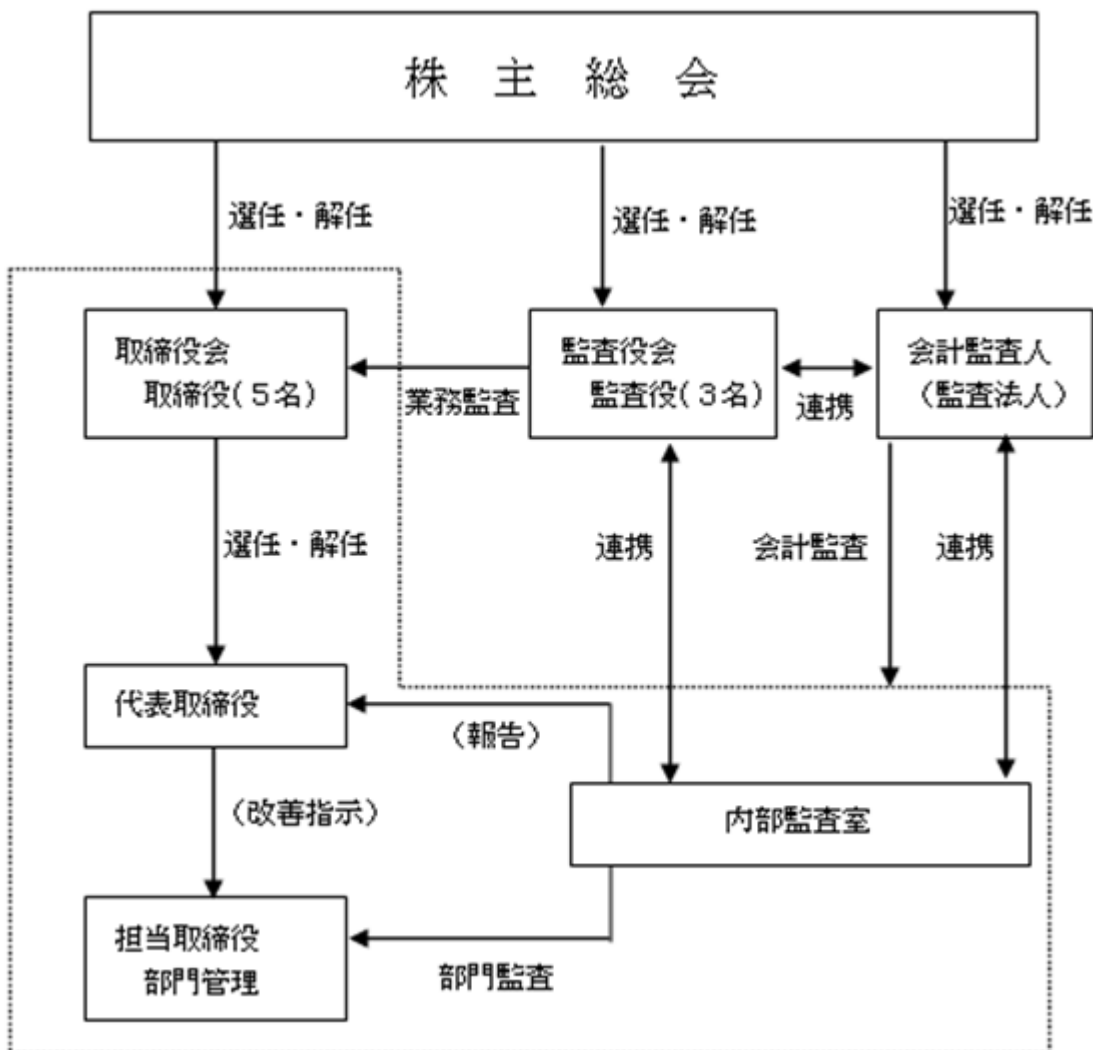 株主総会
選任・解任
選任・解任
選任・解任
取締役会
取締役(5名)
業務監査
監査役会
監査役(3名)
連携
会計監査人
(監査法人)
選任・解任
連携
会計監査
連携
代表取締役
(報告)
(改善指示)
内部監査室
担当取締役
部門管理
部門監査